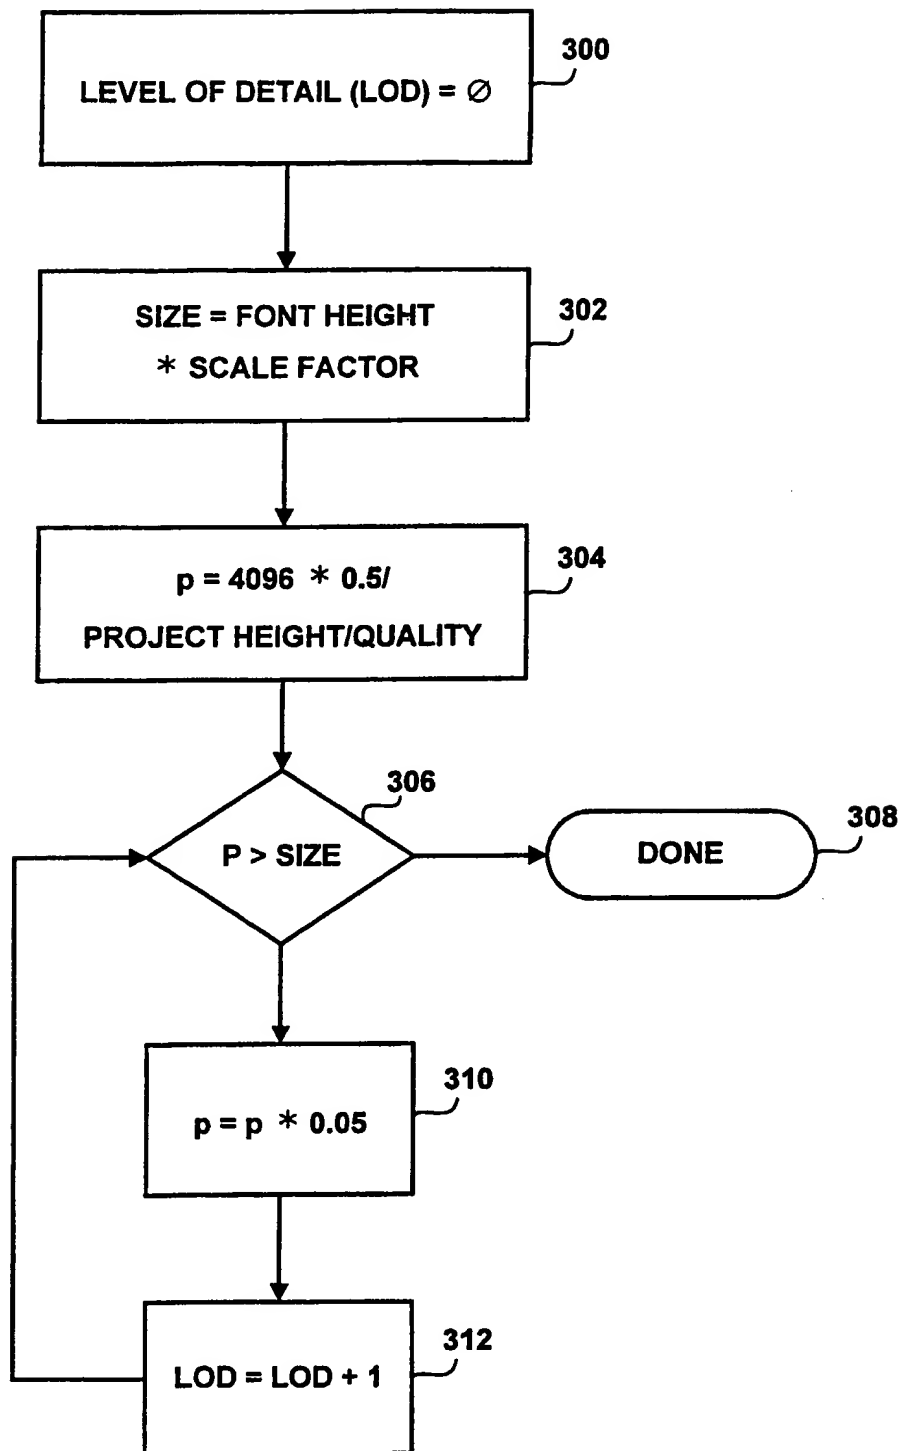 300
LEVEL OF DETAIL (LOD) = ∅
302
SIZE = FONT HEIGHT
* SCALE FACTOR
304
p = 4096 * 0.5/
PROJECT HEIGHT/QUALITY
306
P > SIZE
308
DONE
310
p = p * 0.05
312
LOD = LOD + 1